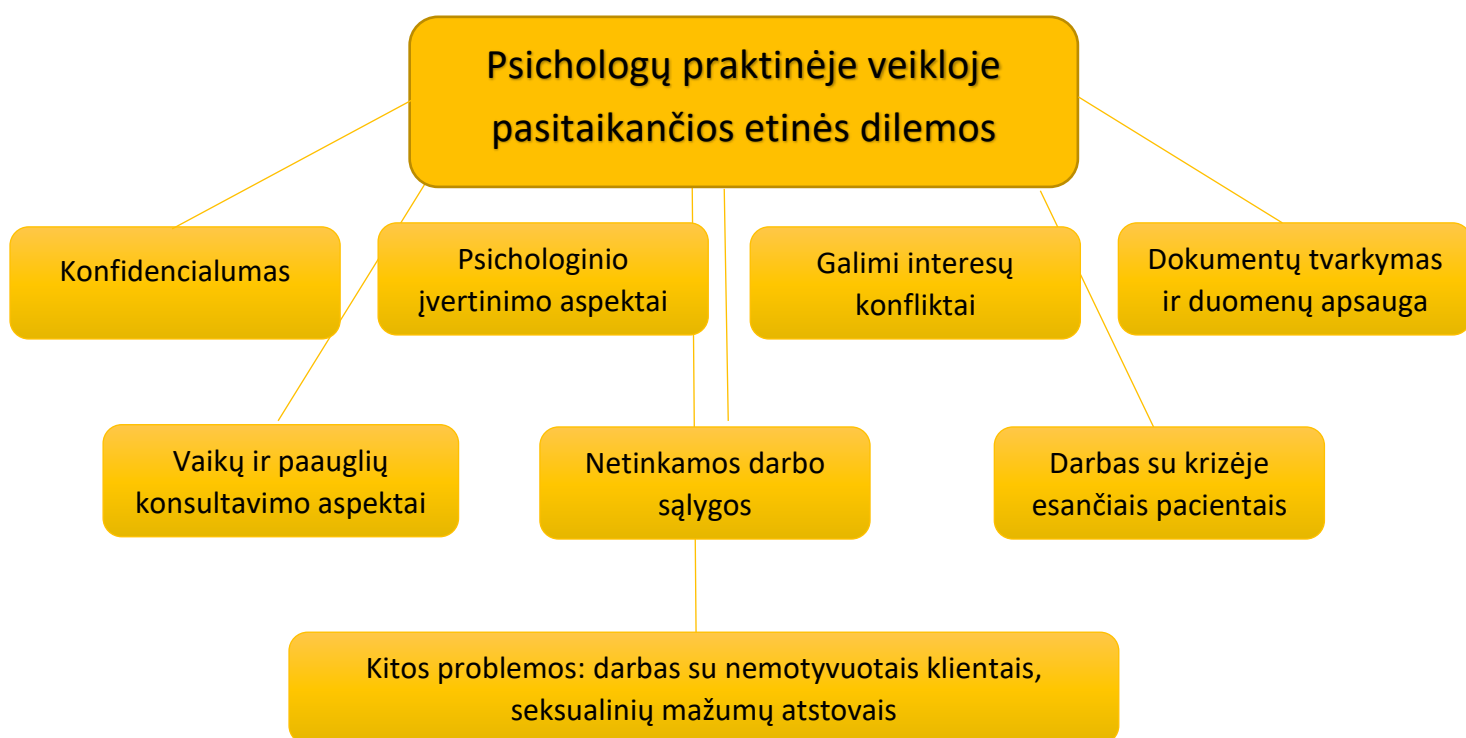 Psichologų praktinėje veikloje
pasitaikančios etinės dilemos
Konfidencialumas
Psichologinio
įvertinimo aspektai
Galimi interesų
konfliktai
Dokumentų tvarkymas
ir duomenų apsauga
Vaikų ir paauglių
konsultavimo aspektai
Netinkamos darbo
sąlygos
Darbas su krizėje
esančiais pacientais
Kitos problemos: darbas su nemotyvuotais klientais,
seksualinių mažumų atstovais